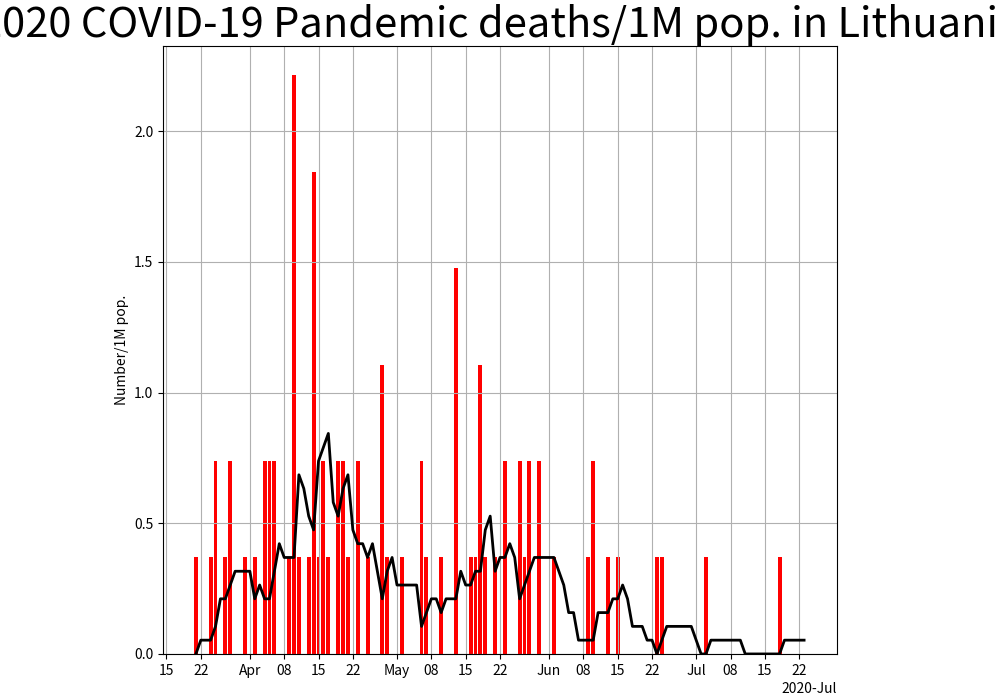 020 COVID-19 Pandemic deaths/1M pop. in Lithuani
Number/1M pop.
2.0
1.5
1.0
0.5
0.0
15 22 Apr 08 15 22 May 08 15 22 Jun 08 15 22 Jul 08 15 22
2020-Jul